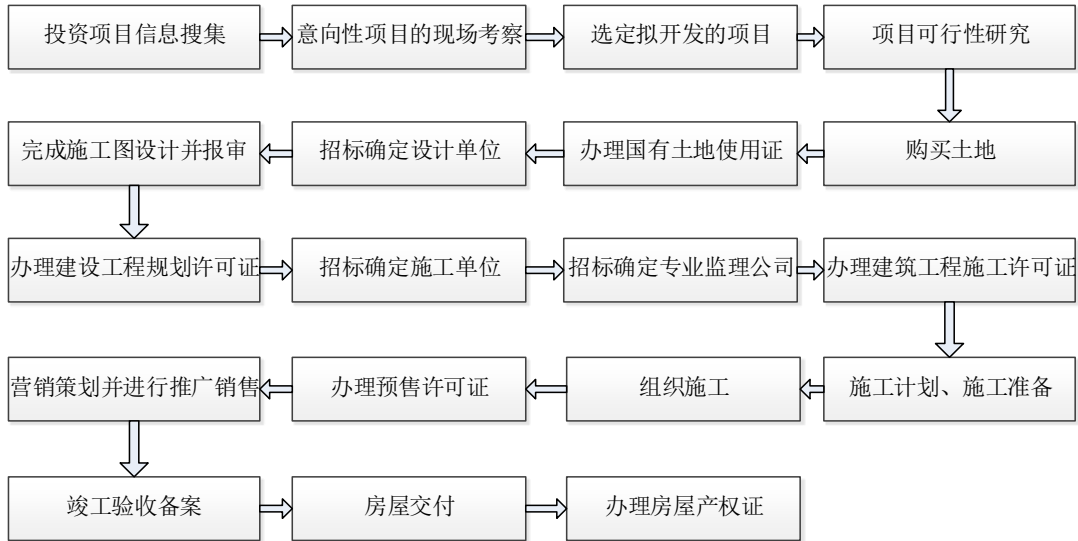 投资项目信息搜集
意向性项目的现场考察
选定拟开发的项目
项目可行性研究
购买土地
办理国有土地使用证
招标确定设计单位
完成施工图设计并报审
办理建设工程规划许可证
招标确定施工单位
招标确定专业监理公司
办理建筑工程施工许可证
施工计划、施工准备
组织施工
办理预售许可证
营销策划并进行推广销售
竣工验收备案
房屋交付
办理房屋产权证